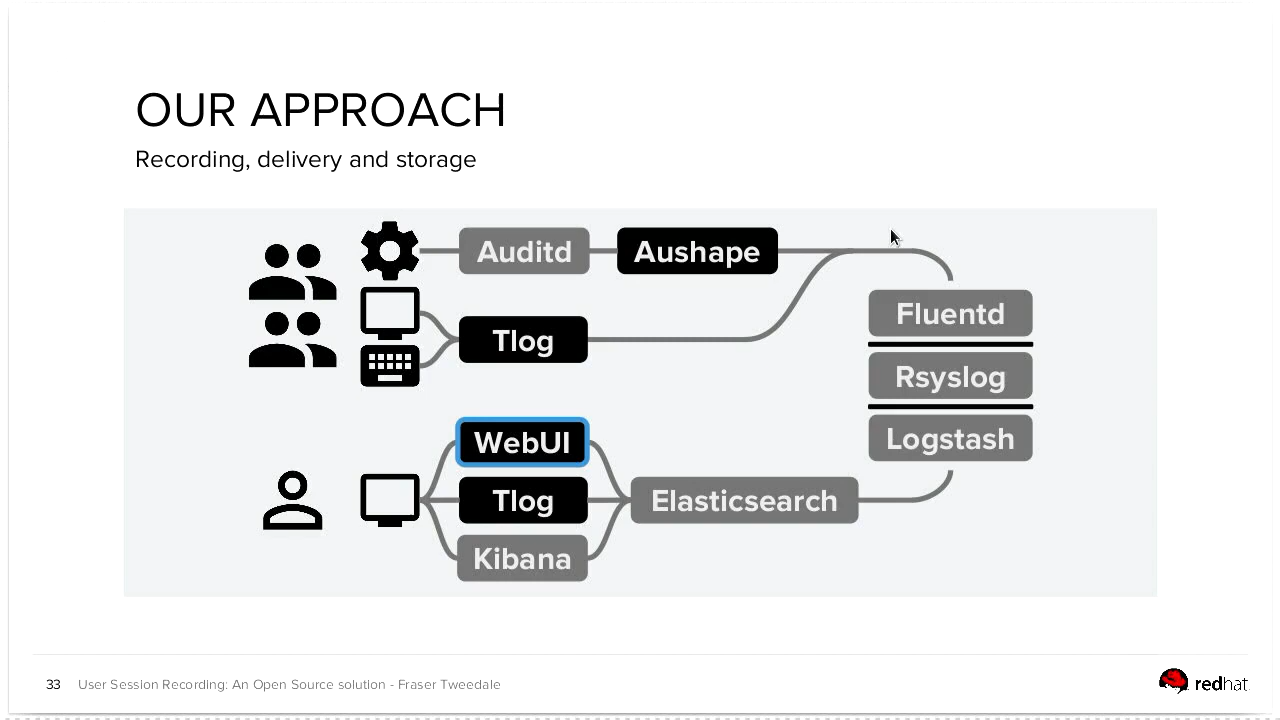 OUR APPROACH
Recording, delivery and storage
Auditd
Aushape
Tlog
Fluentd
Rsyslog
Logstash
WebUI
Tlog
Elasticsearch
Kibana
33 User Session Recording: An Open Source solution - Fraser Tweedale
redhat